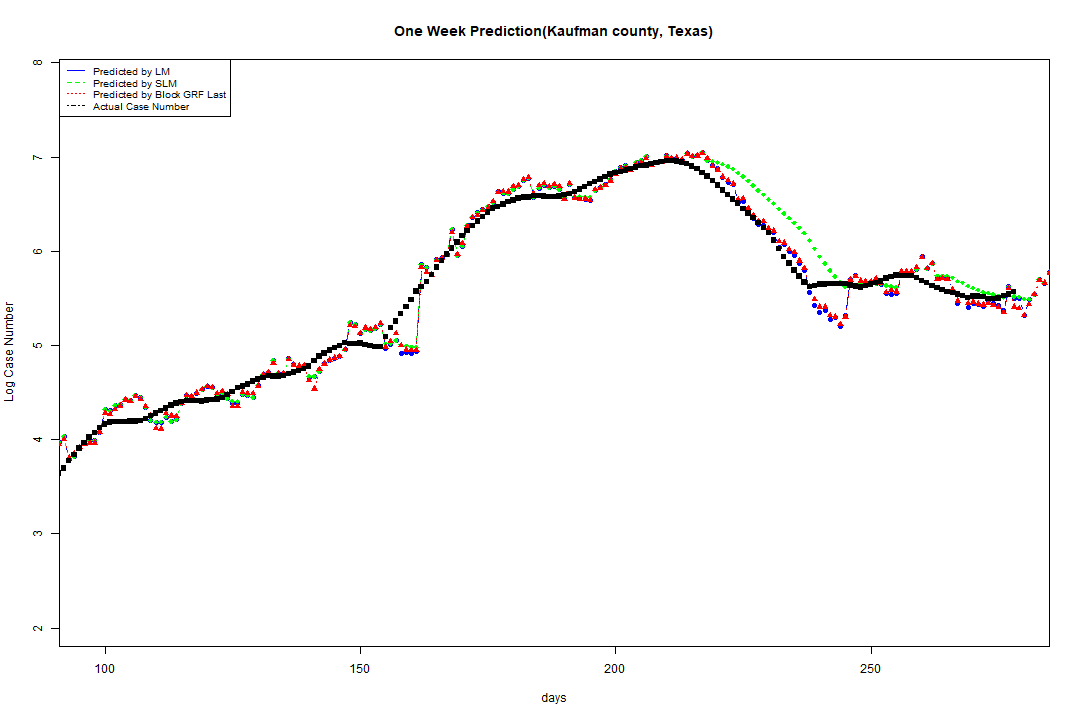 One Week Prediction(Kaufman county, Texas)
Predicted by LM
Predicted by SLM
Predicted by Block GRF Last
Actual Case Number
8
7
6
5
4
3
2
Log Case Number
100 150 200 250
days